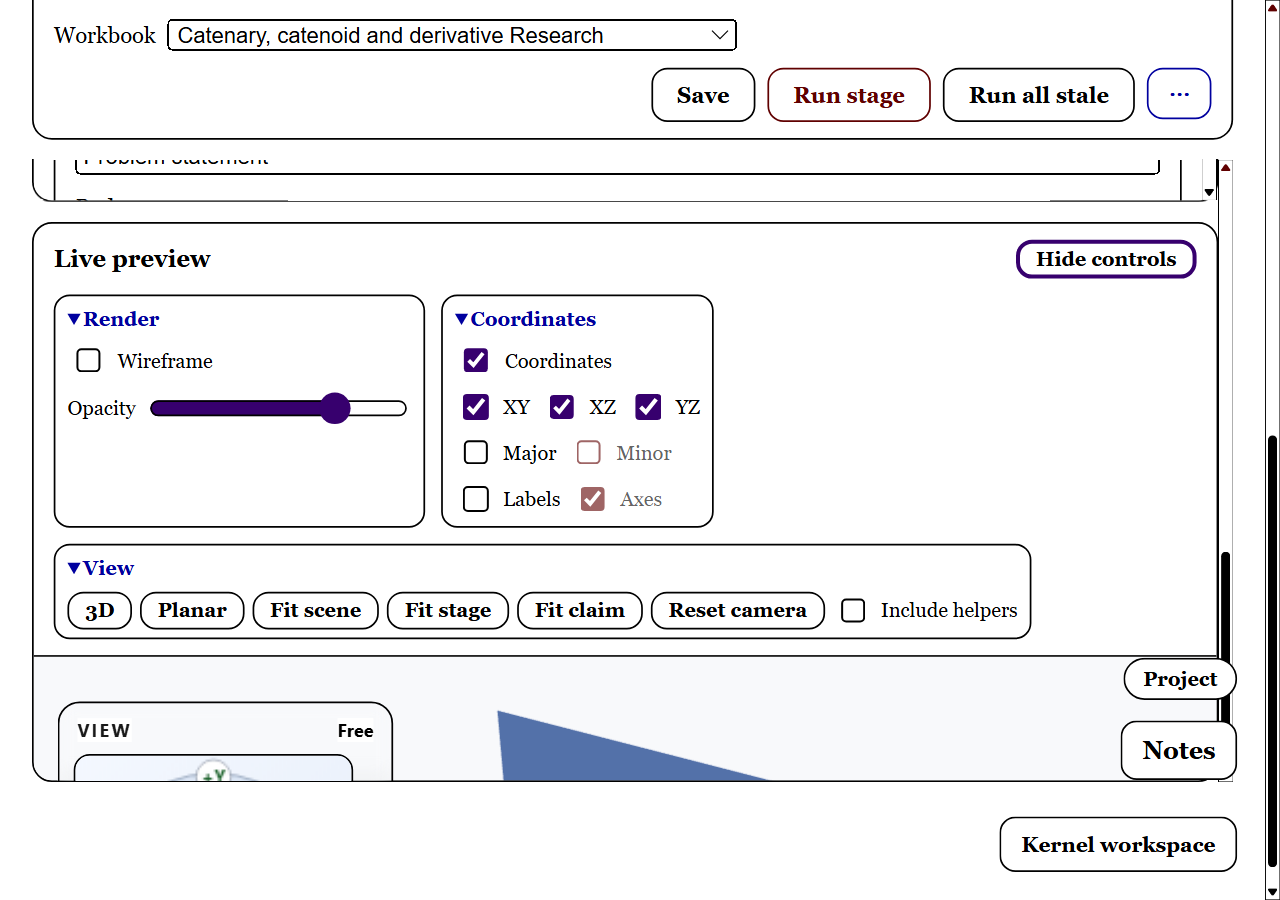 Workbook Catenary, catenoid and derivative Research
Save Run stage Run all stale ...
Problem statement
Live preview Hide controls
▼Render ▼Coordinates
Wireframe Coordinates
Opacity XY XZ YZ
Major Minor
Labels Axes
▼View
3D Planar Fit scene Fit stage Fit claim Reset camera Include helpers
Project
VIEW Free
Notes
+Y
Kernel workspace